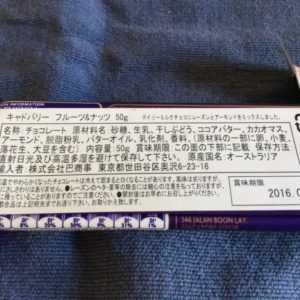 キャドバリー フルーツ&ナッツ 50g
デイリーミルクチョコにレーズンとアーモンドをミックスしました。
名称:チョコレート 原材料名:砂糖、生乳、干しぶどう、ココアバター、カカオマス、
アーモンド、脱脂粉乳、バターオイル、乳化剤、香料、(原材料の一部に卵、小麦、
落花生、大豆を含む) 内容量:50g 賞味期限:この面の下部に記載 保存方法:
直射日光及び高温多湿を避けて保存して下さい。 原産国名:オーストラリア
輸入者:株式会社巴商事 東京都世田谷区奥沢6-23-16
賞味期限
2016.0
346 JALAN BOON LAY,